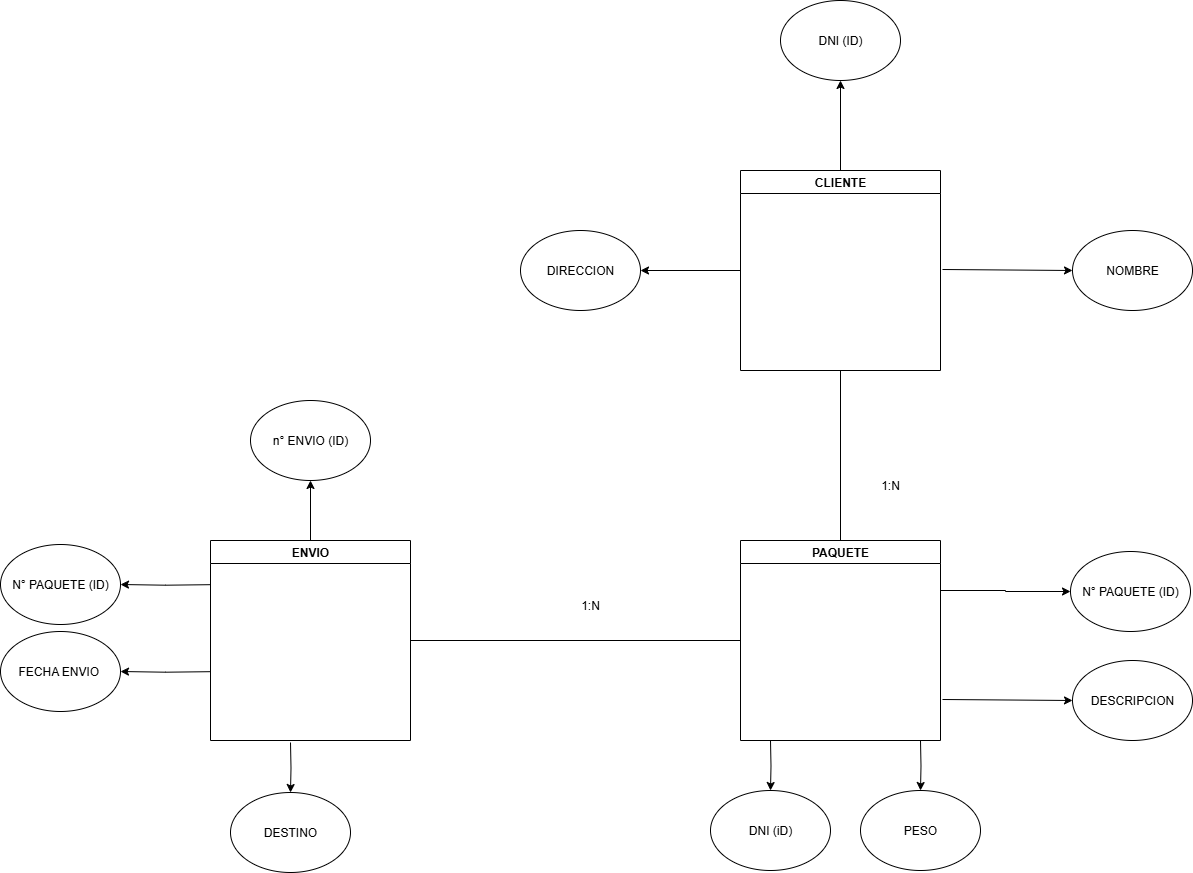 DNI (ID)
CLIENTE
DIRECCION
NOMBRE
n° ENVIO (ID)
1:N
ENVIO
PAQUETE
N° PAQUETE (ID)
N° PAQUETE (ID)
1:N
FECHA ENVIO
DESCRIPCION
DESTINO
DNI (iD)
PESO